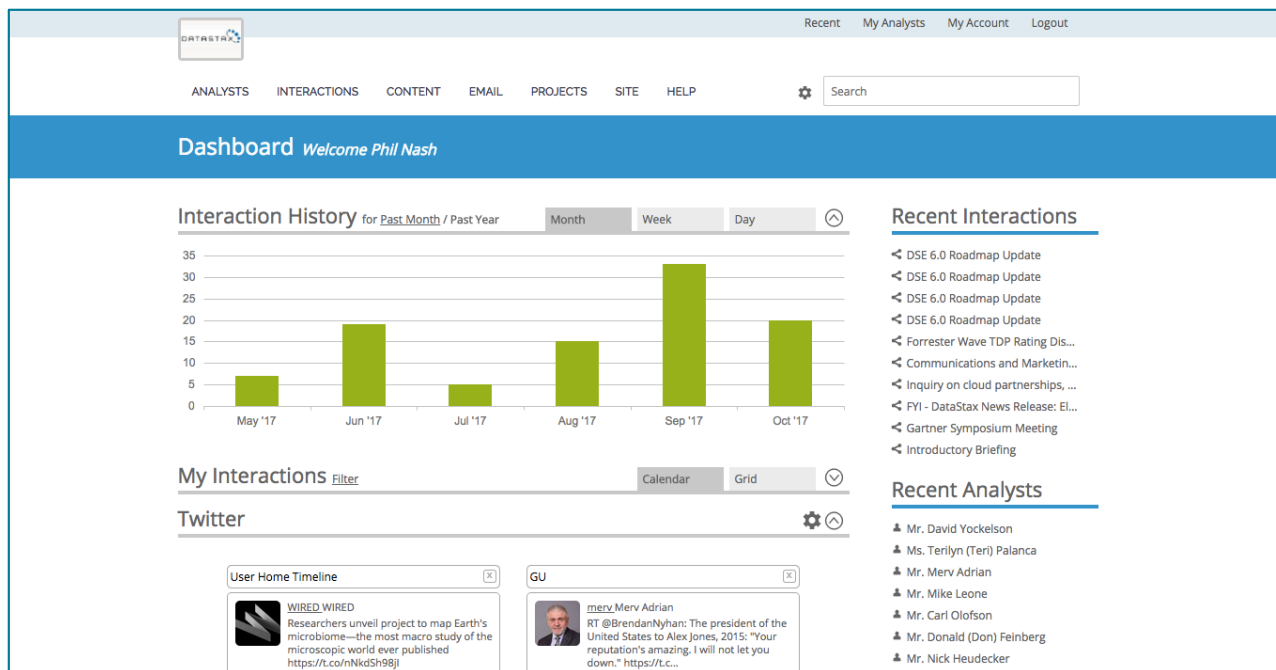 Recent My Analysts My Account Logout
DATASTAX
ANALYSTS INTERACTIONS CONTENT EMAIL PROJECTS SITE HELP Search
Dashboard Welcome Phil Nash
Interaction History for Past Month / Past Year Month Week Day
35
30
25
20
15
10
5
0
May '17 Jun '17 Jul '17 Aug '17 Sep '17 Oct '17
My Interactions Filter Calendar Grid
Twitter
User Home Timeline
WIRED WIRED
Researchers unveil project to map Earth's
microbiome—the most macro study of the
microscopic world ever published
https://t.co/nNkdSh98jI
GU
merv Merv Adrian
RT @BrendanNyhan: The president of the
United States to Alex Jones, 2015: "Your
reputation's amazing. I will not let you
down." https://t.c...
Recent Interactions
DSE 6.0 Roadmap Update
DSE 6.0 Roadmap Update
DSE 6.0 Roadmap Update
DSE 6.0 Roadmap Update
Forrester Wave TDP Rating Dis...
Communications and Marketin...
Inquiry on cloud partnerships, ...
FYI - DataStax News Release: El...
Gartner Symposium Meeting
Introductory Briefing
Recent Analysts
Mr. David Yockelson
Ms. Terilyn (Teri) Palanca
Mr. Merv Adrian
Mr. Mike Leone
Mr. Carl Olofson
Mr. Donald (Don) Feinberg
Mr. Nick Heudecker